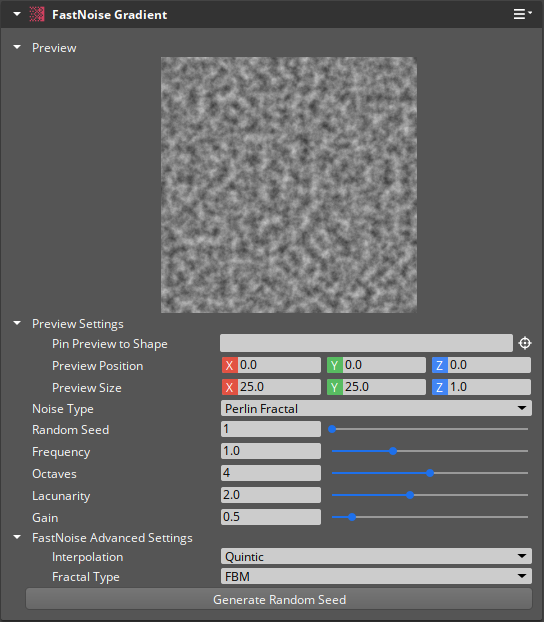 FastNoise Gradient
Preview
Preview Settings
Pin Preview to Shape
Preview Position X 0.0 Y 0.0 Z 0.0
Preview Size X 25.0 Y 25.0 Z 1.0
Noise Type Perlin Fractal
Random Seed 1
Frequency 1.0
Octaves 4
Lacunarity 2.0
Gain 0.5
FastNoise Advanced Settings
Interpolation Quintic
Fractal Type FBM
Generate Random Seed